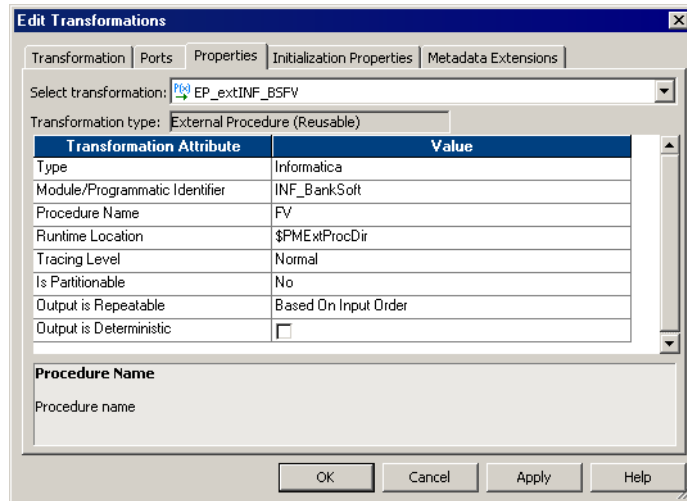 Edit Transformations
Transformation Ports Properties Initialization Properties Metadata Extensions
Select transformation: P(x) EP_extINF_BSFV
Transformation type: External Procedure (Reusable)
Transformation Attribute Value
Type Informatica
Module/Programmatic Identifier INF_BankSoft
Procedure Name FV
Runtime Location $PMExtProcDir
Tracing Level Normal
Is Partitionable No
Output is Repeatable Based On Input Order
Output is Deterministic
Procedure Name
Procedure name
OK Cancel Apply Help